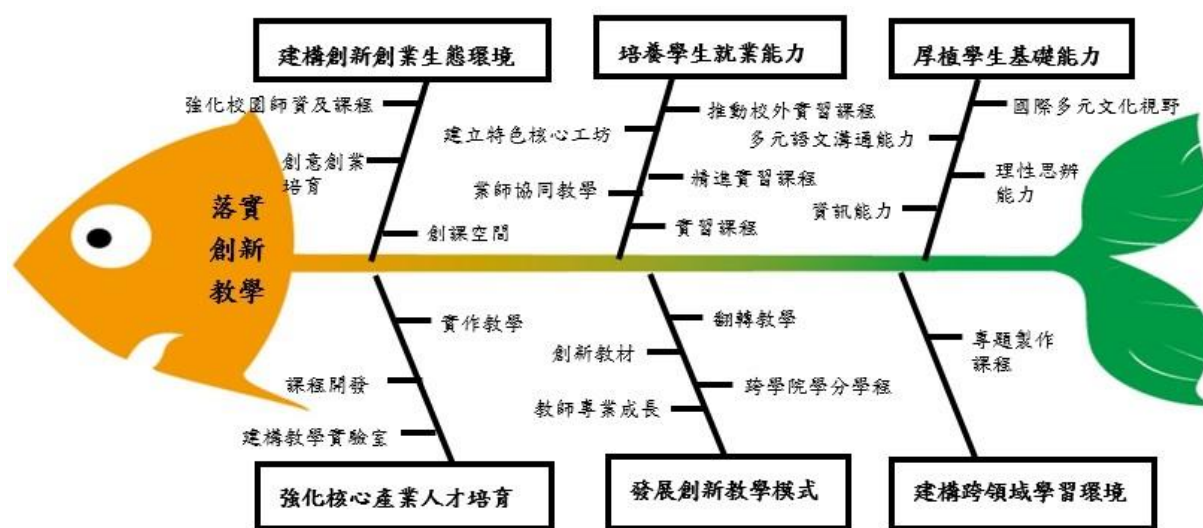 建構創新創業生態環境
強化校園師資及課程
創意創業
培育
創課空間
培養學生就業能力
推動校外實習課程
建立特色核心工坊
精進實習課程
業師協同教學
實習課程
厚植學生基礎能力
國際多元文化視野
多元語文溝通能力
理性思辨
能力
資訊能力
落實
創新
教學
實作教學
課程開發
建構教學實驗室
強化核心產業人才培育
翻轉教學
創新教材
跨學院學分學程
教師專業成長
發展創新教學模式
專題製作
課程
建構跨領域學習環境